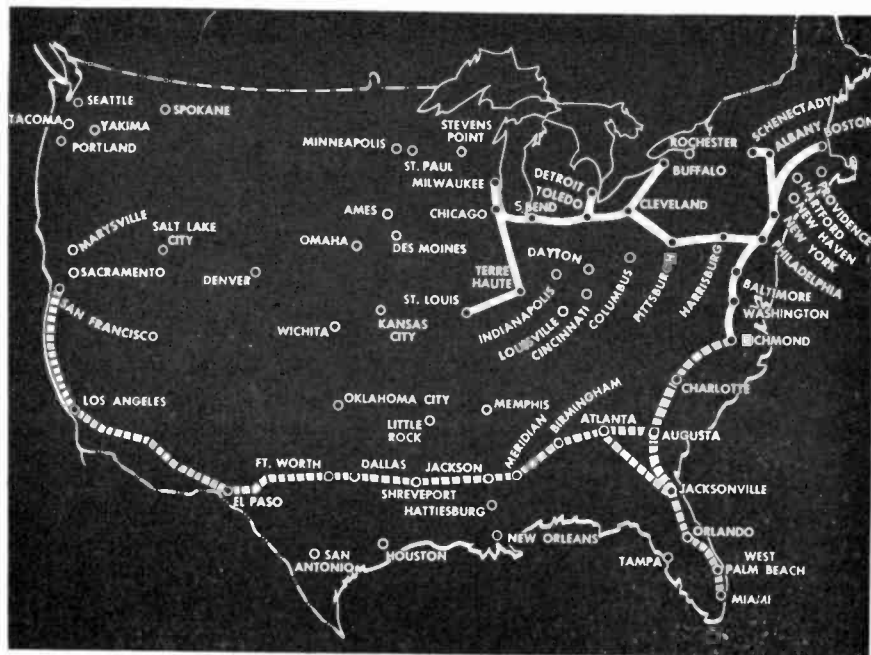 SEATTLE
SPOKANE
TACOMA
YAKIMA
PORTLAND
MINNEAPOLIS
ST. PAUL
STEVENS
POINT
MILWAUKEE
DETROIT
TOLEDO
ROCHESTER
BUFFALO
SCHENECTADY
ALBANY
BOSTON
PROVIDENCE
HARTFORD
NEW HAVEN
NEW YORK
PHILADELPHIA
MARYSVILLE
SALT LAKE
CITY
AMES
CHICAGO
S. BEND
CLEVELAND
OMAHA
DES MOINES
SACRAMENTO
DENVER
DAYTON
TERRE
HAUTE
INDIANAPOLIS
LOUISVILLE
CINCINNATI
COLUMBUS
PITTSBURGH
HARRISBURG
BALTIMORE
WASHINGTON
RICHMOND
SAN FRANCISCO
ST. LOUIS
WICHITA
KANSAS
CITY
CHARLOTTE
LOS ANGELES
OKLAHOMA CITY
LITTLE
ROCK
MEMPHIS
MERIDIAN
BIRMINGHAM
ATLANTA
AUGUSTA
FT. WORTH
DALLAS
JACKSON
EL PASO
SHREVEPORT
HATTIESBURG
JACKSONVILLE
NEW ORLEANS
ORLANDO
SAN
ANTONIO
HOUSTON
TAMPA
WEST
PALM BEACH
MIAMI